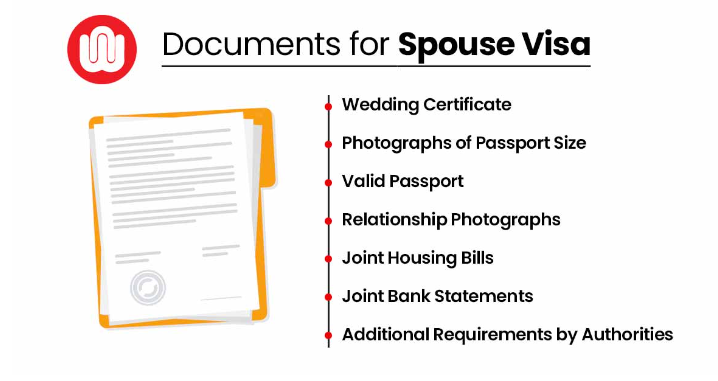 Documents for Spouse Visa
Wedding Certificate
Photographs of Passport Size
Valid Passport
Relationship Photographs
Joint Housing Bills
Joint Bank Statements
Additional Requirements by Authorities